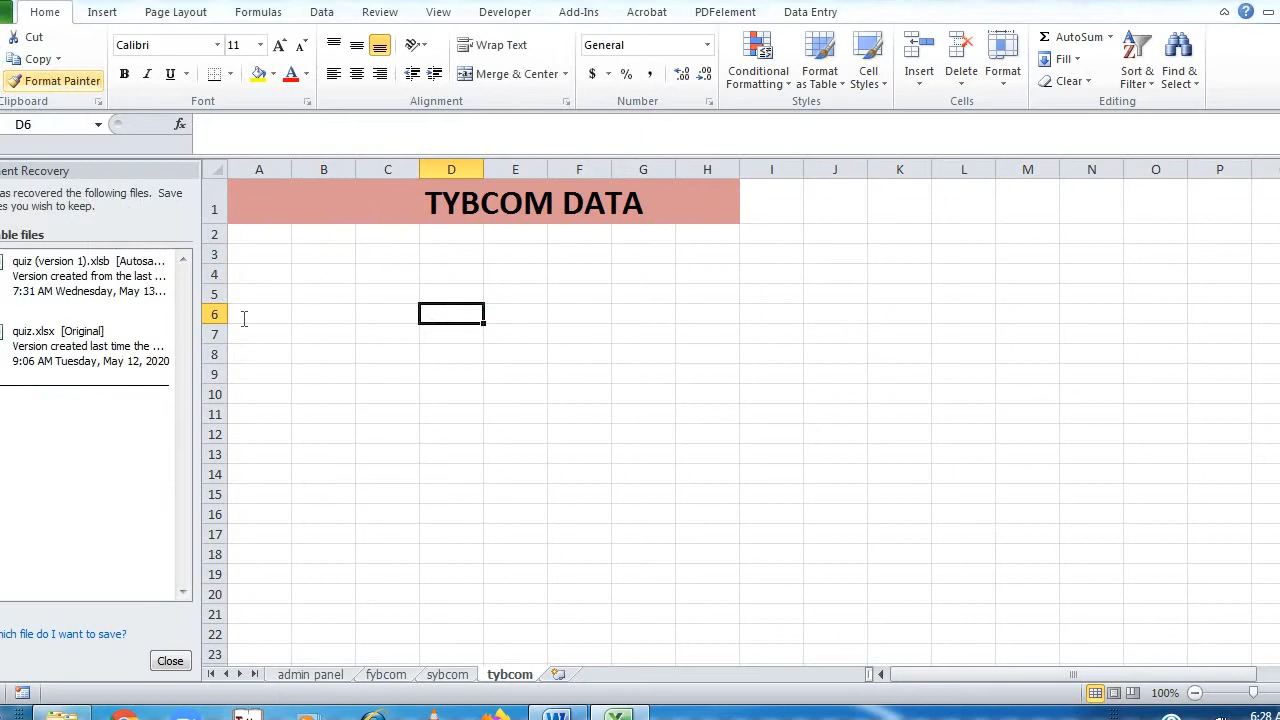 Home Insert Page Layout Formulas Data Review View Developer Add-Ins Acrobat PDFelement Data Entry
Cut
Copy
Format Painter
Clipboard
Calibri 11
B I U
Font
Wrap Text
Merge & Center
Alignment
General
$ % ,
Number
Conditional Formatting
Format as Table
Cell Styles
Styles
Insert
Delete
Format
Cells
AutoSum
Fill
Clear
Sort & Filter
Find & Select
Editing
D6 fx
ment Recovery
as recovered the following files. Save
es you wish to keep.
ble files
quiz (version 1).xlsb [Autosa...
Version created from the last ...
7:31 AM Wednesday, May 13...
quiz.xlsx [Original]
Version created last time the ...
9:06 AM Tuesday, May 12, 2020
hich file do I want to save?
Close
A B C D E F G H I J K L M N O P
1 TYBCOM DATA
2
3
4
5
6
7
8
9
10
11
12
13
14
15
16
17
18
19
20
21
22
23
admin panel fybcom sybcom tybcom
100%
6:28